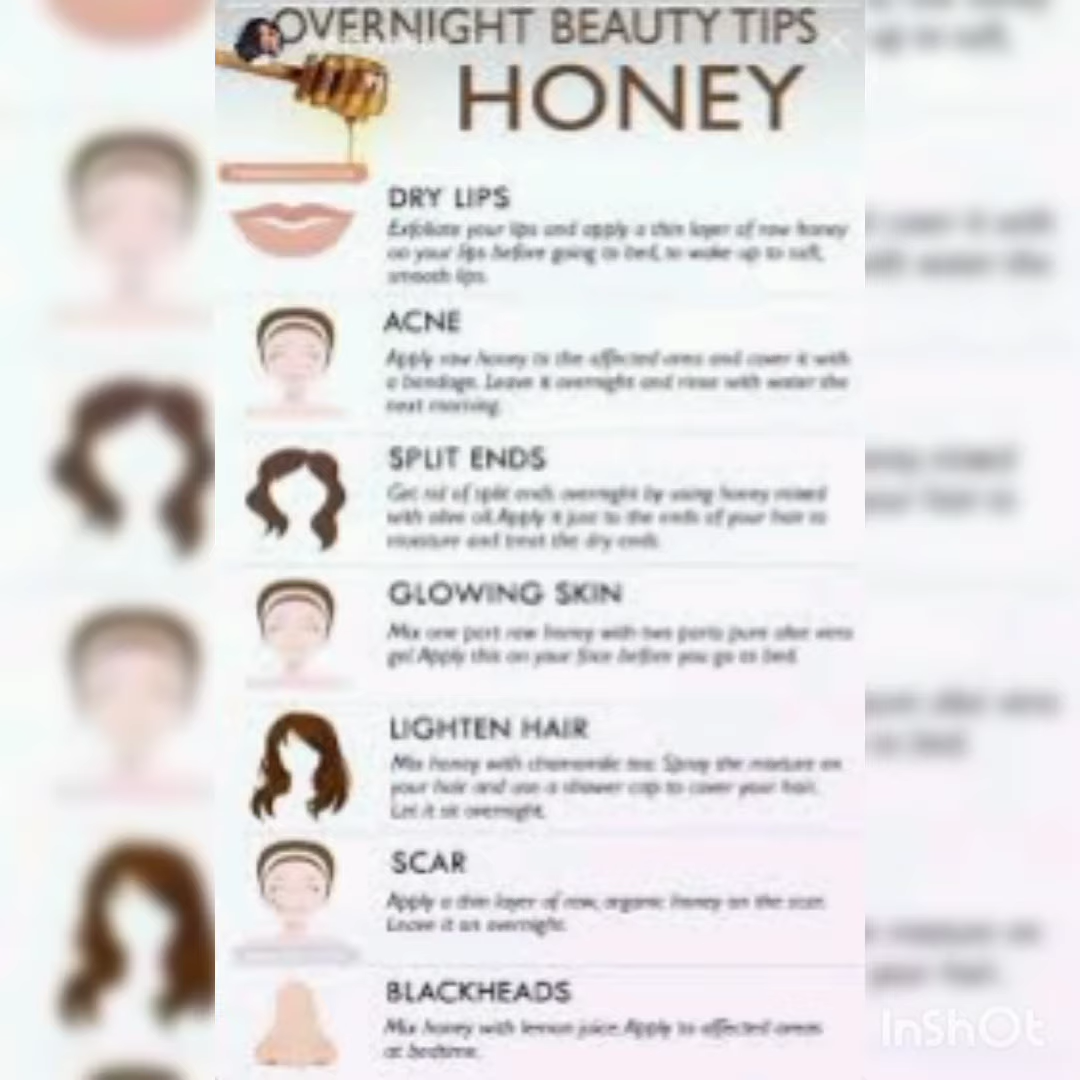 OVERNIGHT BEAUTY TIPS
HONEY
DRY LIPS
Exfoliate your lips and apply a thin layer of raw honey
on your lips before going to bed, to wake up to soft,
smooth lips.
ACNE
Apply raw honey to the affected area and cover it with
a bandage. Leave it overnight and rinse with water the
next morning.
SPLIT ENDS
Get rid of split ends overnight by using honey mixed
with olive oil. Apply it just to the ends of your hair to
moisture and treat the dry ends.
GLOWING SKIN
Mix one part raw honey with two parts pure aloe vera
gel. Apply this on your face before you go to bed.
LIGHTEN HAIR
Mix honey with chamomile tea. Spray the mixture on
your hair and use a shower cap to cover your hair.
Let it sit overnight.
SCAR
Apply a thin layer of raw, organic honey on the scar.
Leave it on overnight.
BLACKHEADS
Mix honey with lemon juice. Apply to affected areas
at bedtime.
InShOt